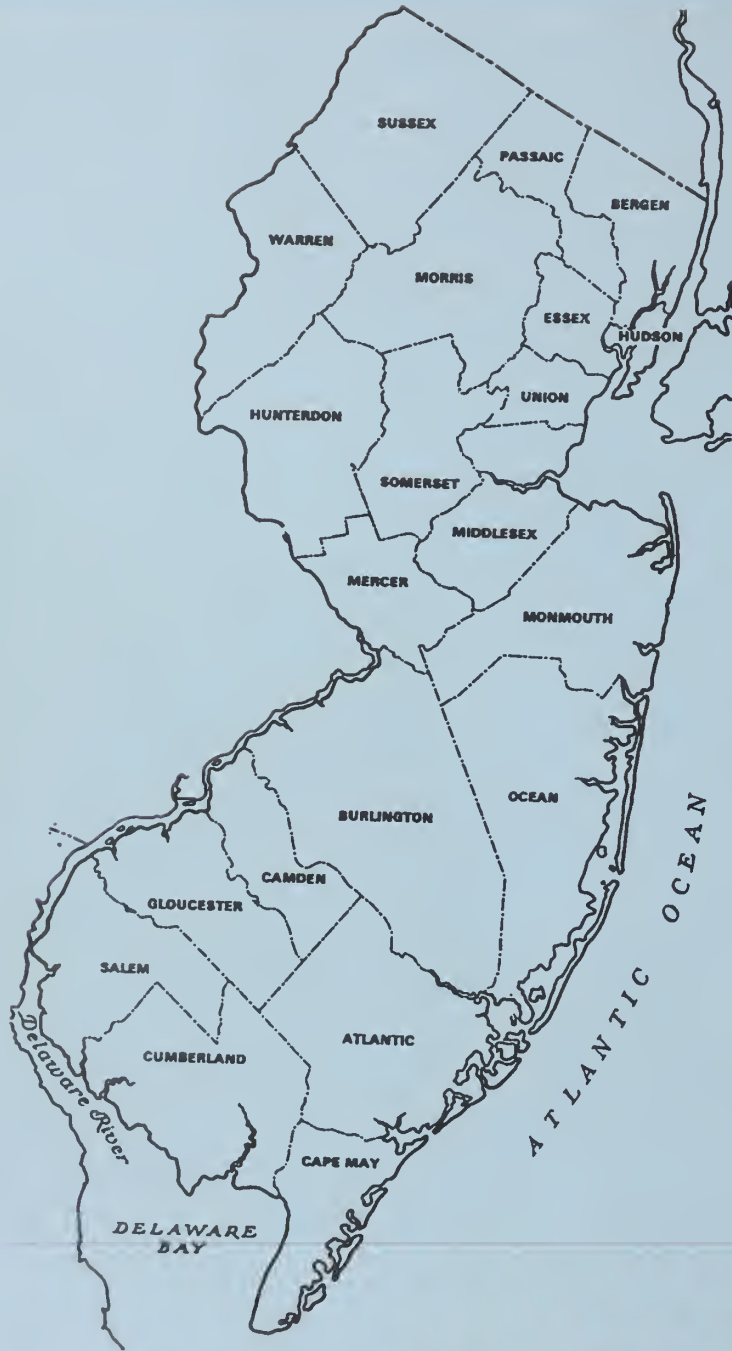 SUSSEX
PASSAIC
BERGEN
WARREN
MORRIS
ESSEX
HUDSON
UNION
HUNTERDON
SOMERSET
MIDDLESEX
MERCER
MONMOUTH
OCEAN
BURLINGTON
CAMDEN
GLOUCESTER
SALEM
ATLANTIC
CUMBERLAND
CAPE MAY
Delaware River
DELAWARE
BAY
ATLANTIC OCEAN